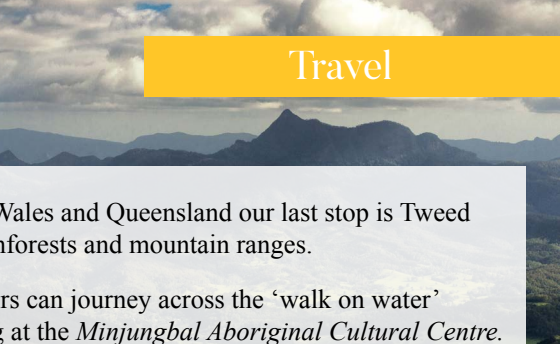 Travel
Wales and Queensland our last stop is Tweed
nforests and mountain ranges.
rs can journey across the ‘walk on water’
g at the Minjungbal Aboriginal Cultural Centre.